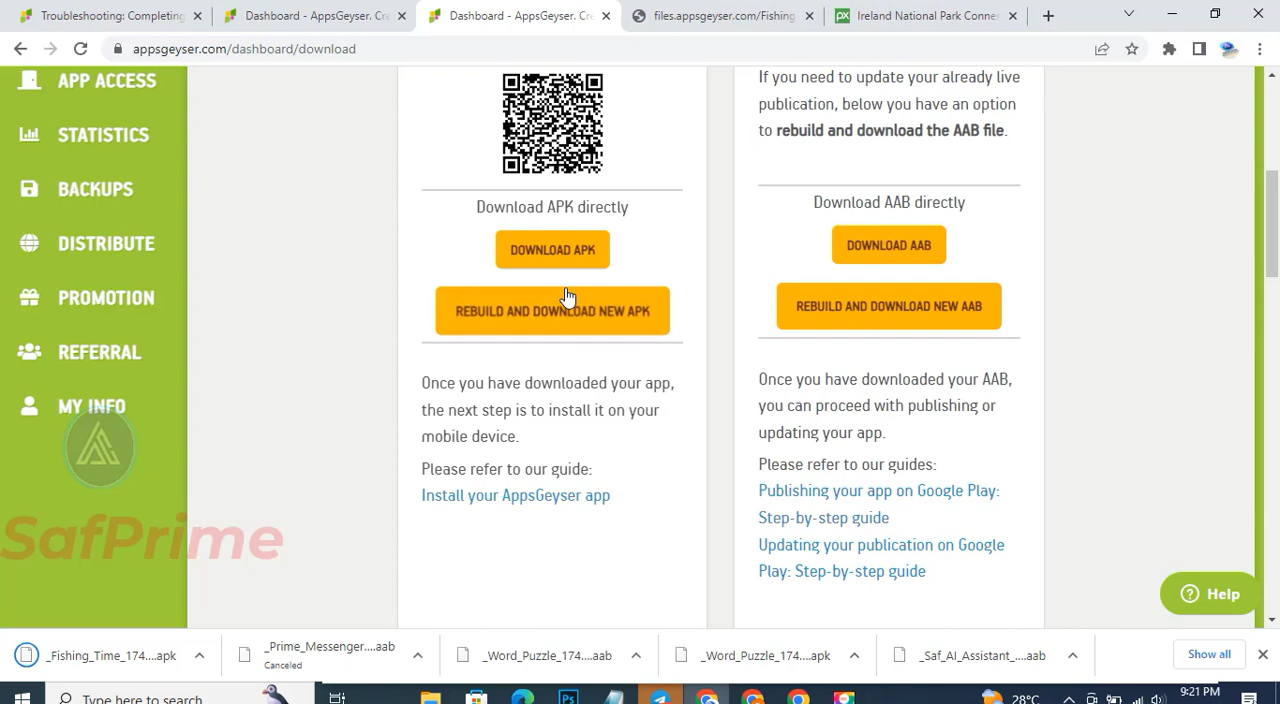 Troubleshooting: Completing
Dashboard - AppsGeyser. Cre
Dashboard - AppsGeyser. Cre
files.appsgeyser.com/Fishing
Ireland National Park Conne
appsgeyser.com/dashboard/download
APP ACCESS
STATISTICS
BACKUPS
DISTRIBUTE
PROMOTION
REFERRAL
MY INFO
SafPrime
Download APK directly
DOWNLOAD APK
REBUILD AND DOWNLOAD NEW APK
Once you have downloaded your app,
the next step is to install it on your
mobile device.
Please refer to our guide:
Install your AppsGeyser app
If you need to update your already live
publication, below you have an option
to rebuild and download the AAB file.
Download AAB directly
DOWNLOAD AAB
REBUILD AND DOWNLOAD NEW AAB
Once you have downloaded your AAB,
you can proceed with publishing or
updating your app.
Please refer to our guides:
Publishing your app on Google Play:
Step-by-step guide
Updating your publication on Google
Play: Step-by-step guide
Help
_Fishing_Time_174....apk
_Prime_Messenger....aab
Canceled
_Word_Puzzle_174....aab
_Word_Puzzle_174....apk
_Saf_AI_Assistant_....aab
Show all
Type here to search
28°C
9:21 PM